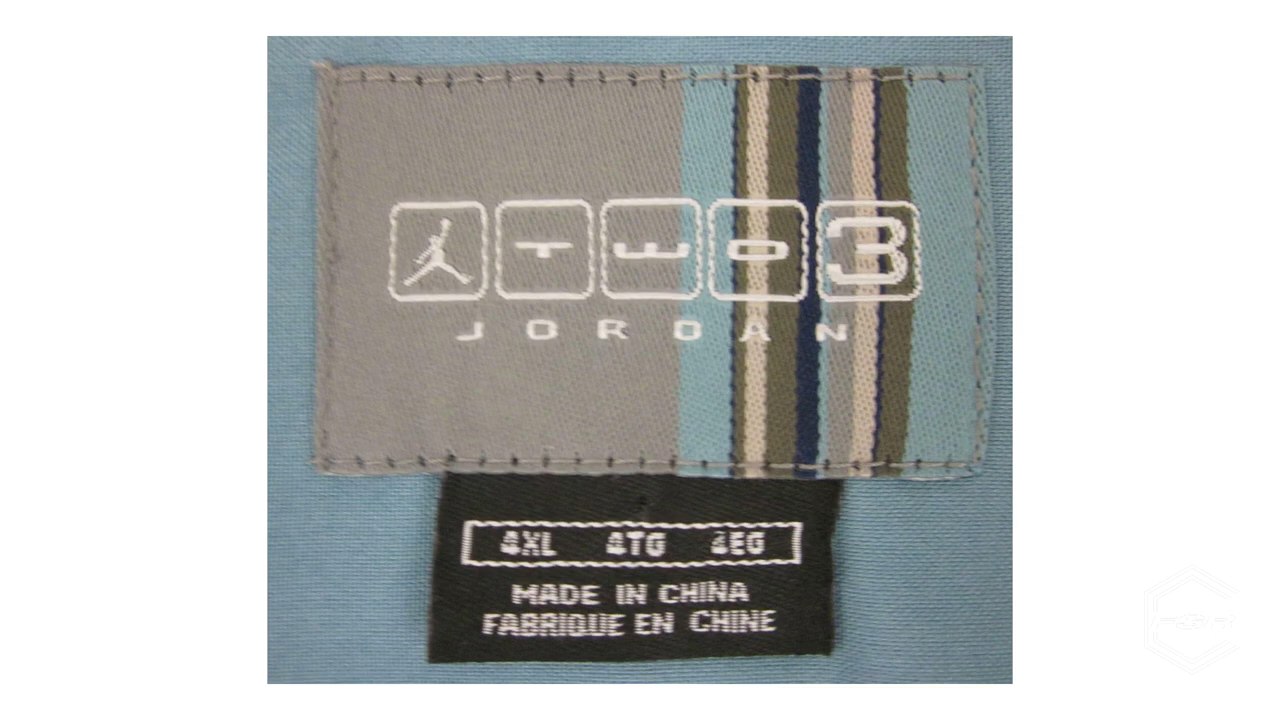 TWO3
JORDAN
4XL 4TG 4EG
MADE IN CHINA
FABRIQUE EN CHINE